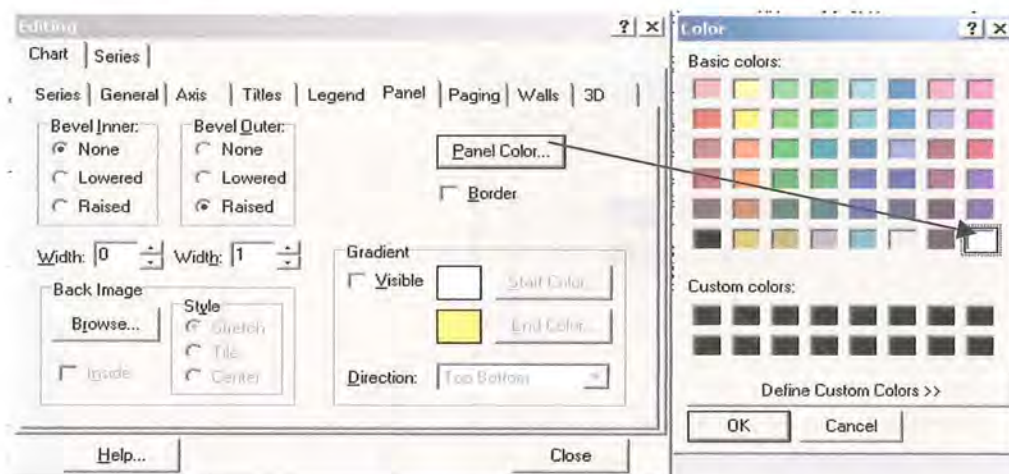 Editing
Chart Series
Series General Axis Titles Legend Panel Paging Walls 3D
Bevel Inner:
None
Lowered
Raised
Bevel Outer:
None
Lowered
Raised
Panel Color...
Border
Width: 0
Width: 1
Back Image
Browse...
Inside
Style
Stretch
Tile
Center
Gradient
Visible
Start Color...
End Color...
Direction: Top Bottom
Help...
Close
Color
Basic colors:
Custom colors:
Define Custom Colors >>
OK Cancel